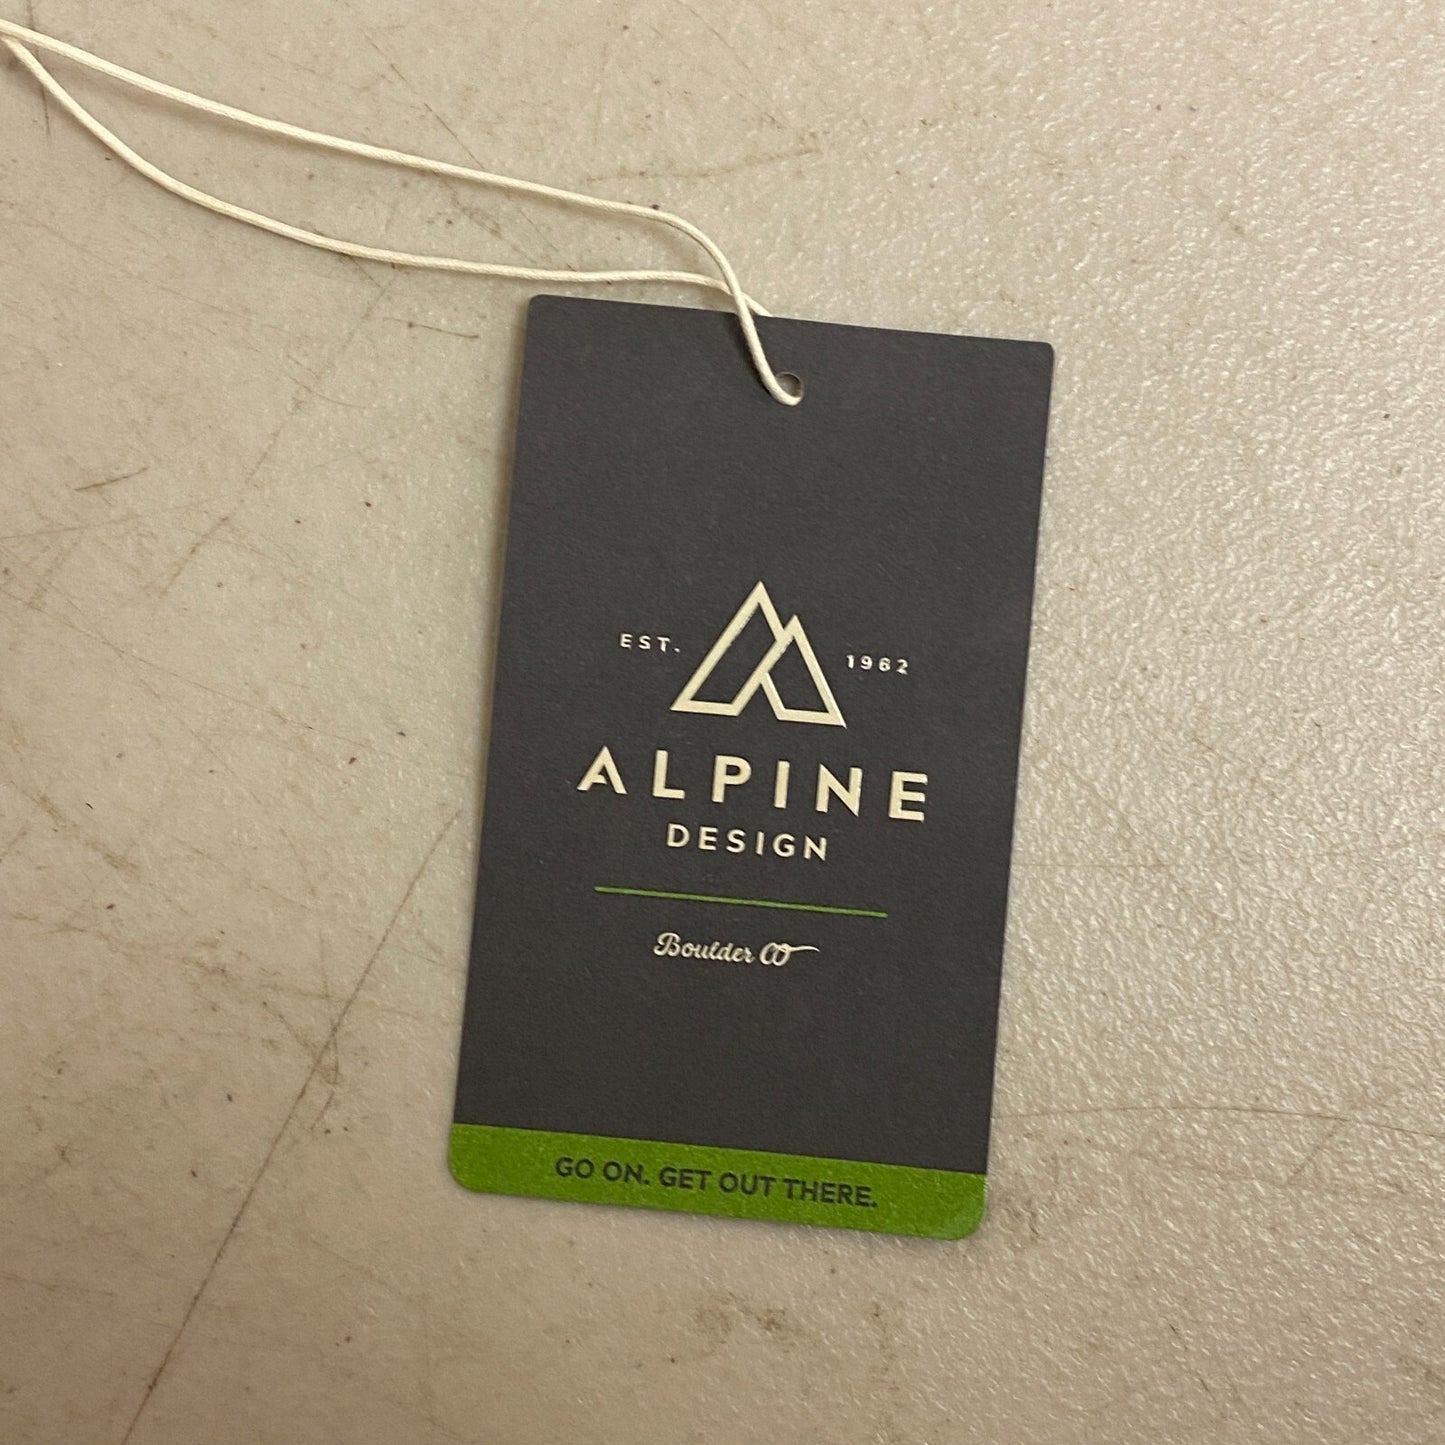 EST. 1962
ALPINE
DESIGN
Boulder CO
GO ON. GET OUT THERE.